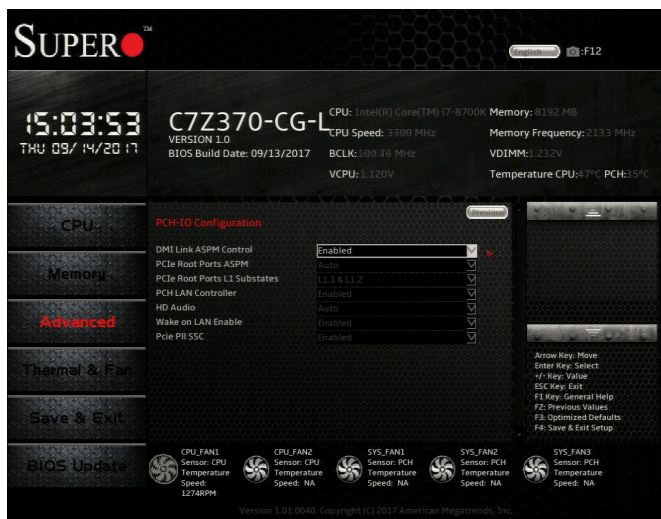 SUPER TM
English :F12
15:03:53
THU 09/ 14/2017
C7Z370-CG-L
VERSION 1.0
BIOS Build Date: 09/13/2017
CPU: Intel(R) Core(TM) i7-8700K
CPU Speed: MHz
BCLK: MHz
VCPU: 1.120V
Memory: 8192 MB
Memory Frequency: 2133 MHz
VDIMM: 1.232V
Temperature CPU:47°C PCH:35°C
CPU
Memory
Advanced
Thermal & Fan
Save & Exit
BIOS Update
PCH-IO Configuration
Previous
DMI Link ASPM Control Enabled
PCIe Root Ports ASPM Auto
PCIe Root Ports L1 Substates L1.1 & L1.2
PCH LAN Controller Enabled
HD Audio Auto
Wake on LAN Enable Enabled
Pcie Pll SSC Enabled
Arrow Key: Move
Enter Key: Select
+/- Key: Value
ESC Key: Exit
F1 Key: General Help
F2: Previous Values
F3: Optimized Defaults
F4: Save & Exit Setup
CPU_FAN1
Sensor: CPU
Temperature
Speed:
1274RPM
CPU_FAN2
Sensor: CPU
Temperature
Speed: NA
SYS_FAN1
Sensor: PCH
Temperature
Speed: NA
SYS_FAN2
Sensor: PCH
Temperature
Speed: NA
SYS_FAN3
Sensor: PCH
Temperature
Speed: NA
Version 1.01.0040. Copyright (C) 2017 American Megatrends, Inc.